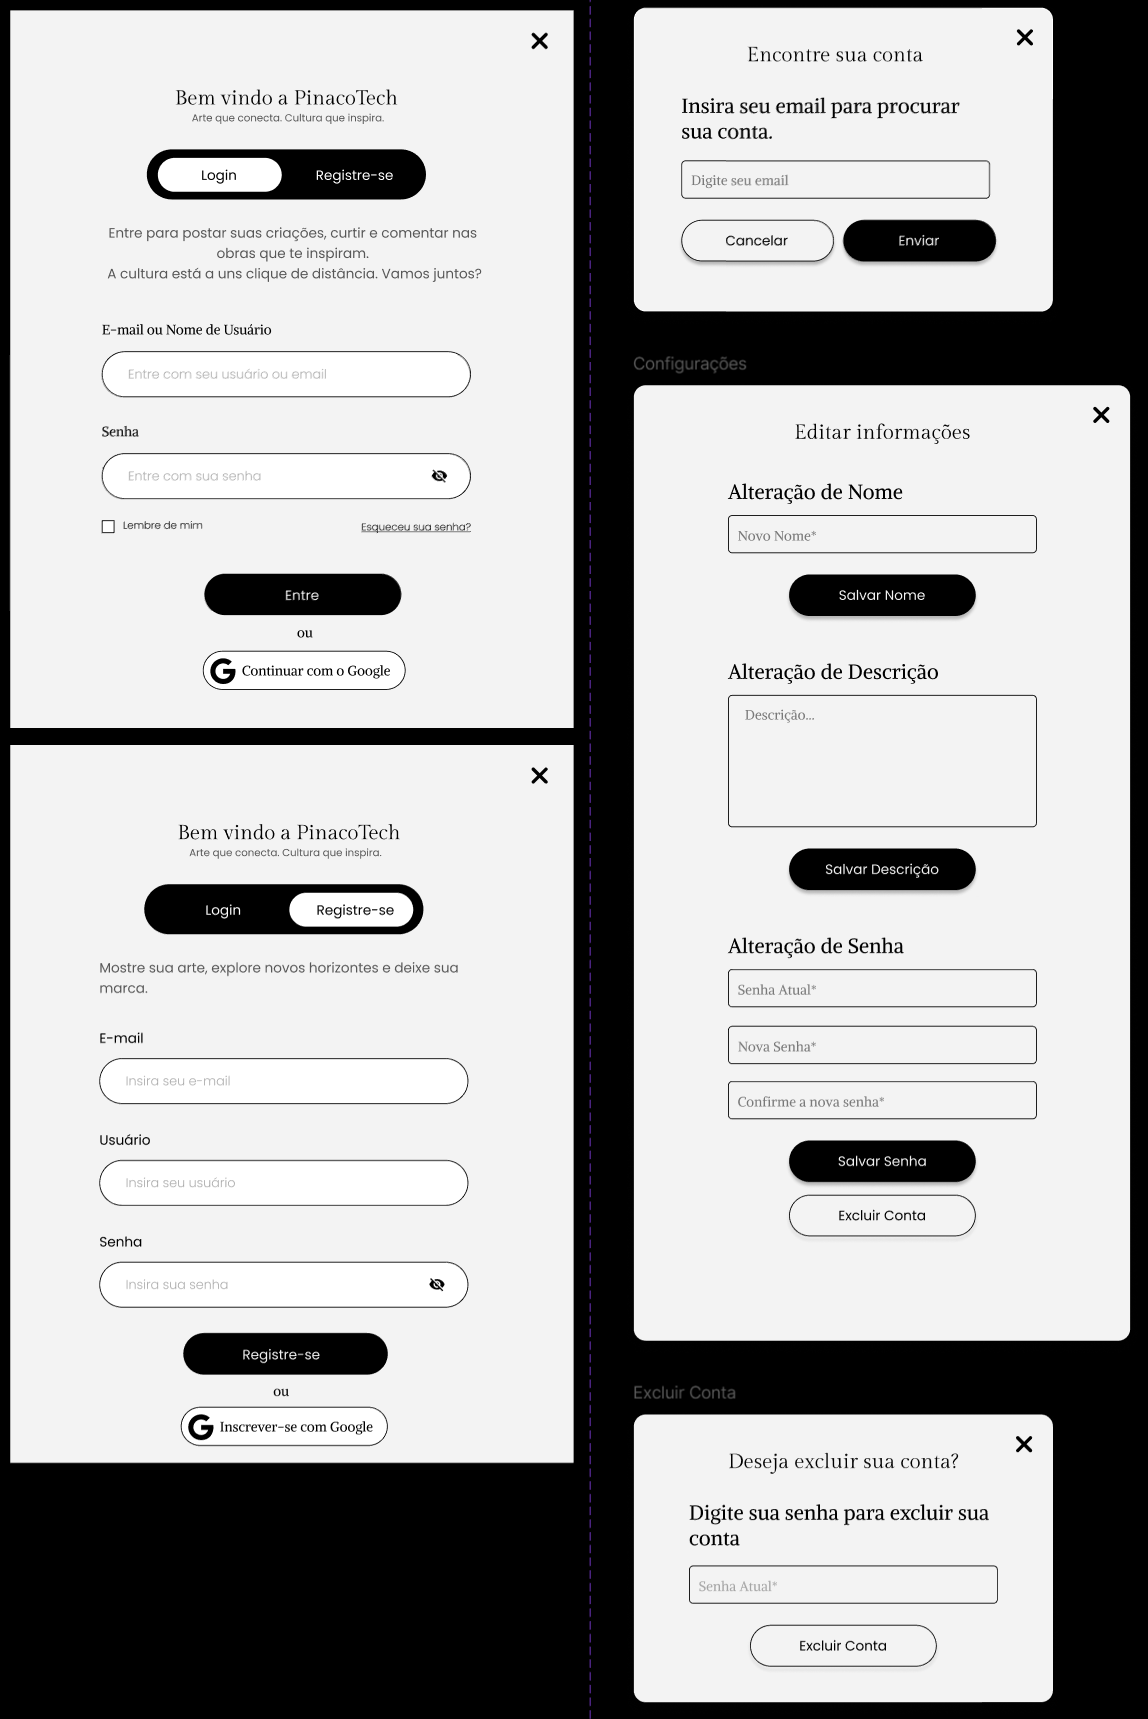 Bem vindo a PinacoTech
Arte que conecta. Cultura que inspira.
Login
Registre-se
Entre para postar suas criações, curtir e comentar nas
obras que te inspiram.
A cultura está a uns clique de distância. Vamos juntos?
E-mail ou Nome de Usuário
Entre com seu usuário ou email
Senha
Entre com sua senha
Lembre de mim
Esqueceu sua senha?
Entre
ou
Continuar com o Google
Bem vindo a PinacoTech
Arte que conecta. Cultura que inspira.
Login
Registre-se
Mostre sua arte, explore novos horizontes e deixe sua
marca.
E-mail
Insira seu e-mail
Usuário
Insira seu usuário
Senha
Insira sua senha
Registre-se
ou
Inscrever-se com Google
Encontre sua conta
Insira seu email para procurar
sua conta.
Digite seu email
Cancelar
Enviar
Configurações
Editar informações
Alteração de Nome
Novo Nome*
Salvar Nome
Alteração de Descrição
Descrição...
Salvar Descrição
Alteração de Senha
Senha Atual*
Nova Senha*
Confirme a nova senha*
Salvar Senha
Excluir Conta
Excluir Conta
Deseja excluir sua conta?
Digite sua senha para excluir sua
conta
Senha Atual*
Excluir Conta